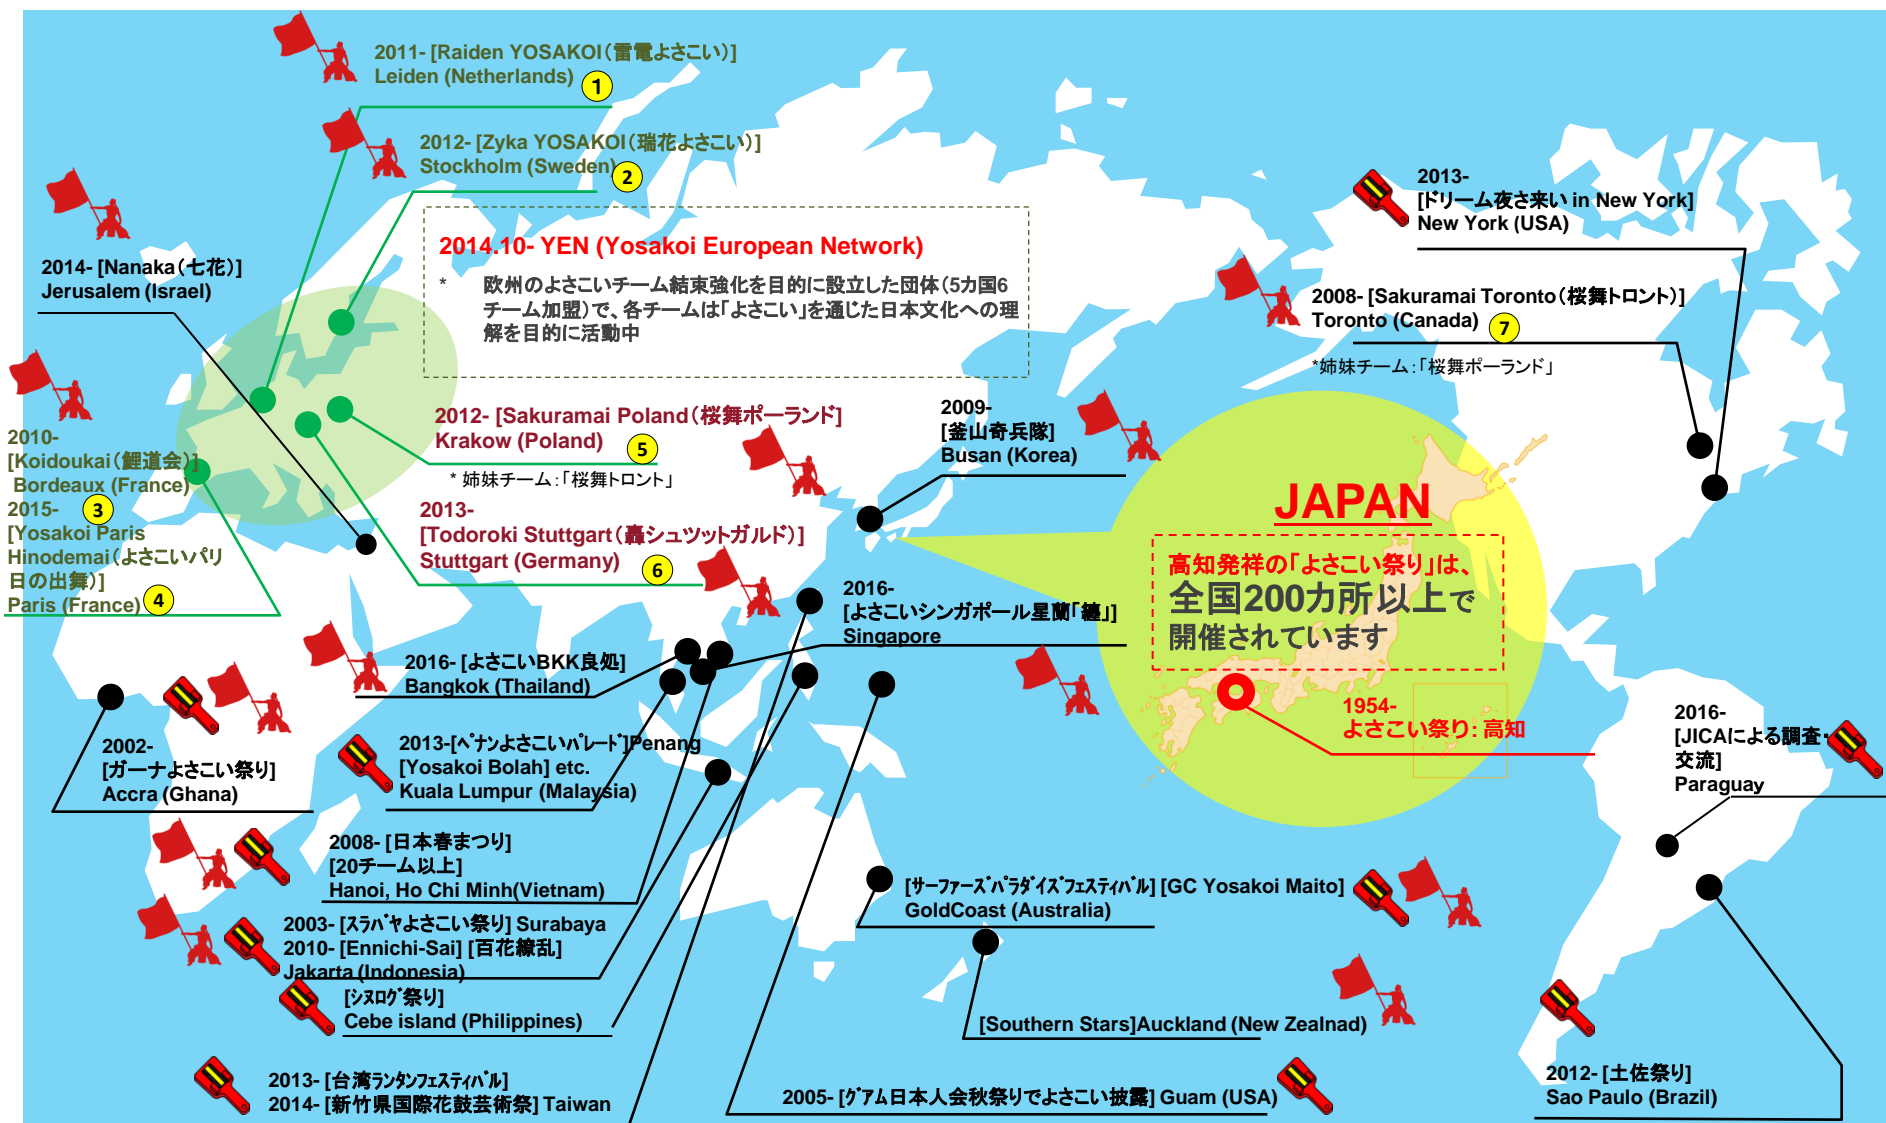 2011- [Raiden YOSAKOI（雷電よさこい）]
Leiden (Netherlands)
1
2012- [Zyka YOSAKOI（瑞花よさこい）]
Stockholm (Sweden)
2
2014- [Nanaka（七花）]
Jerusalem (Israel)
2014.10- YEN (Yosakoi European Network)
* 欧州のよさこいチーム結束強化を目的に設立した団体（5カ国6
チーム加盟）で、各チームは「よさこい」を通じた日本文化への理
解を目的に活動中
2013-
[ドリーム夜さ来い in New York]
New York (USA)
2008- [Sakuramai Toronto（桜舞トロント）]
Toronto (Canada)
7
*姉妹チーム：「桜舞ポーランド」
2010-
[Koidoukai（鯉道会）]
Bordeaux (France)
3
2015-
[Yosakoi Paris
Hinodemai（よさこいパリ
日の出舞）]
Paris (France)
4
2012- [Sakuramai Poland（桜舞ポーランド]
Krakow (Poland)
5
* 姉妹チーム：「桜舞トロント」
2013-
[Todoroki Stuttgart（轟シュツットガルド）]
Stuttgart (Germany)
6
2009-
[釜山奇兵隊]
Busan (Korea)
JAPAN
高知発祥の「よさこい祭り」は、
全国200カ所以上で
開催されています
1954-
よさこい祭り: 高知
2016-
[よさこいシンガポール星蘭「纏」]
Singapore
2016- [よさこいBKK良処]
Bangkok (Thailand)
2002-
[ガーナよさこい祭り]
Accra (Ghana)
2013-[ペナンよさこいパレード]Penang
[Yosakoi Bolah] etc.
Kuala Lumpur (Malaysia)
2016-
[JICAによる調査・
交流]
Paraguay
2008- [日本春まつり]
[20チーム以上]
Hanoi, Ho Chi Minh(Vietnam)
[サーファーズパラダイズフェスティバル] [GC Yosakoi Maito]
GoldCoast (Australia)
2003- [スラバヤよさこい祭り] Surabaya
2010- [Ennichi-Sai] [百花繚乱]
Jakarta (Indonesia)
[シヌログ祭り]
Cebe island (Philippines)
[Southern Stars]Auckland (New Zealnad)
2013- [台湾ランタンフェスティバル]
2014- [新竹県国際花鼓芸術祭] Taiwan
2005- [グアム日本人会秋祭りでよさこい披露] Guam (USA)
2012- [土佐祭り]
Sao Paulo (Brazil)